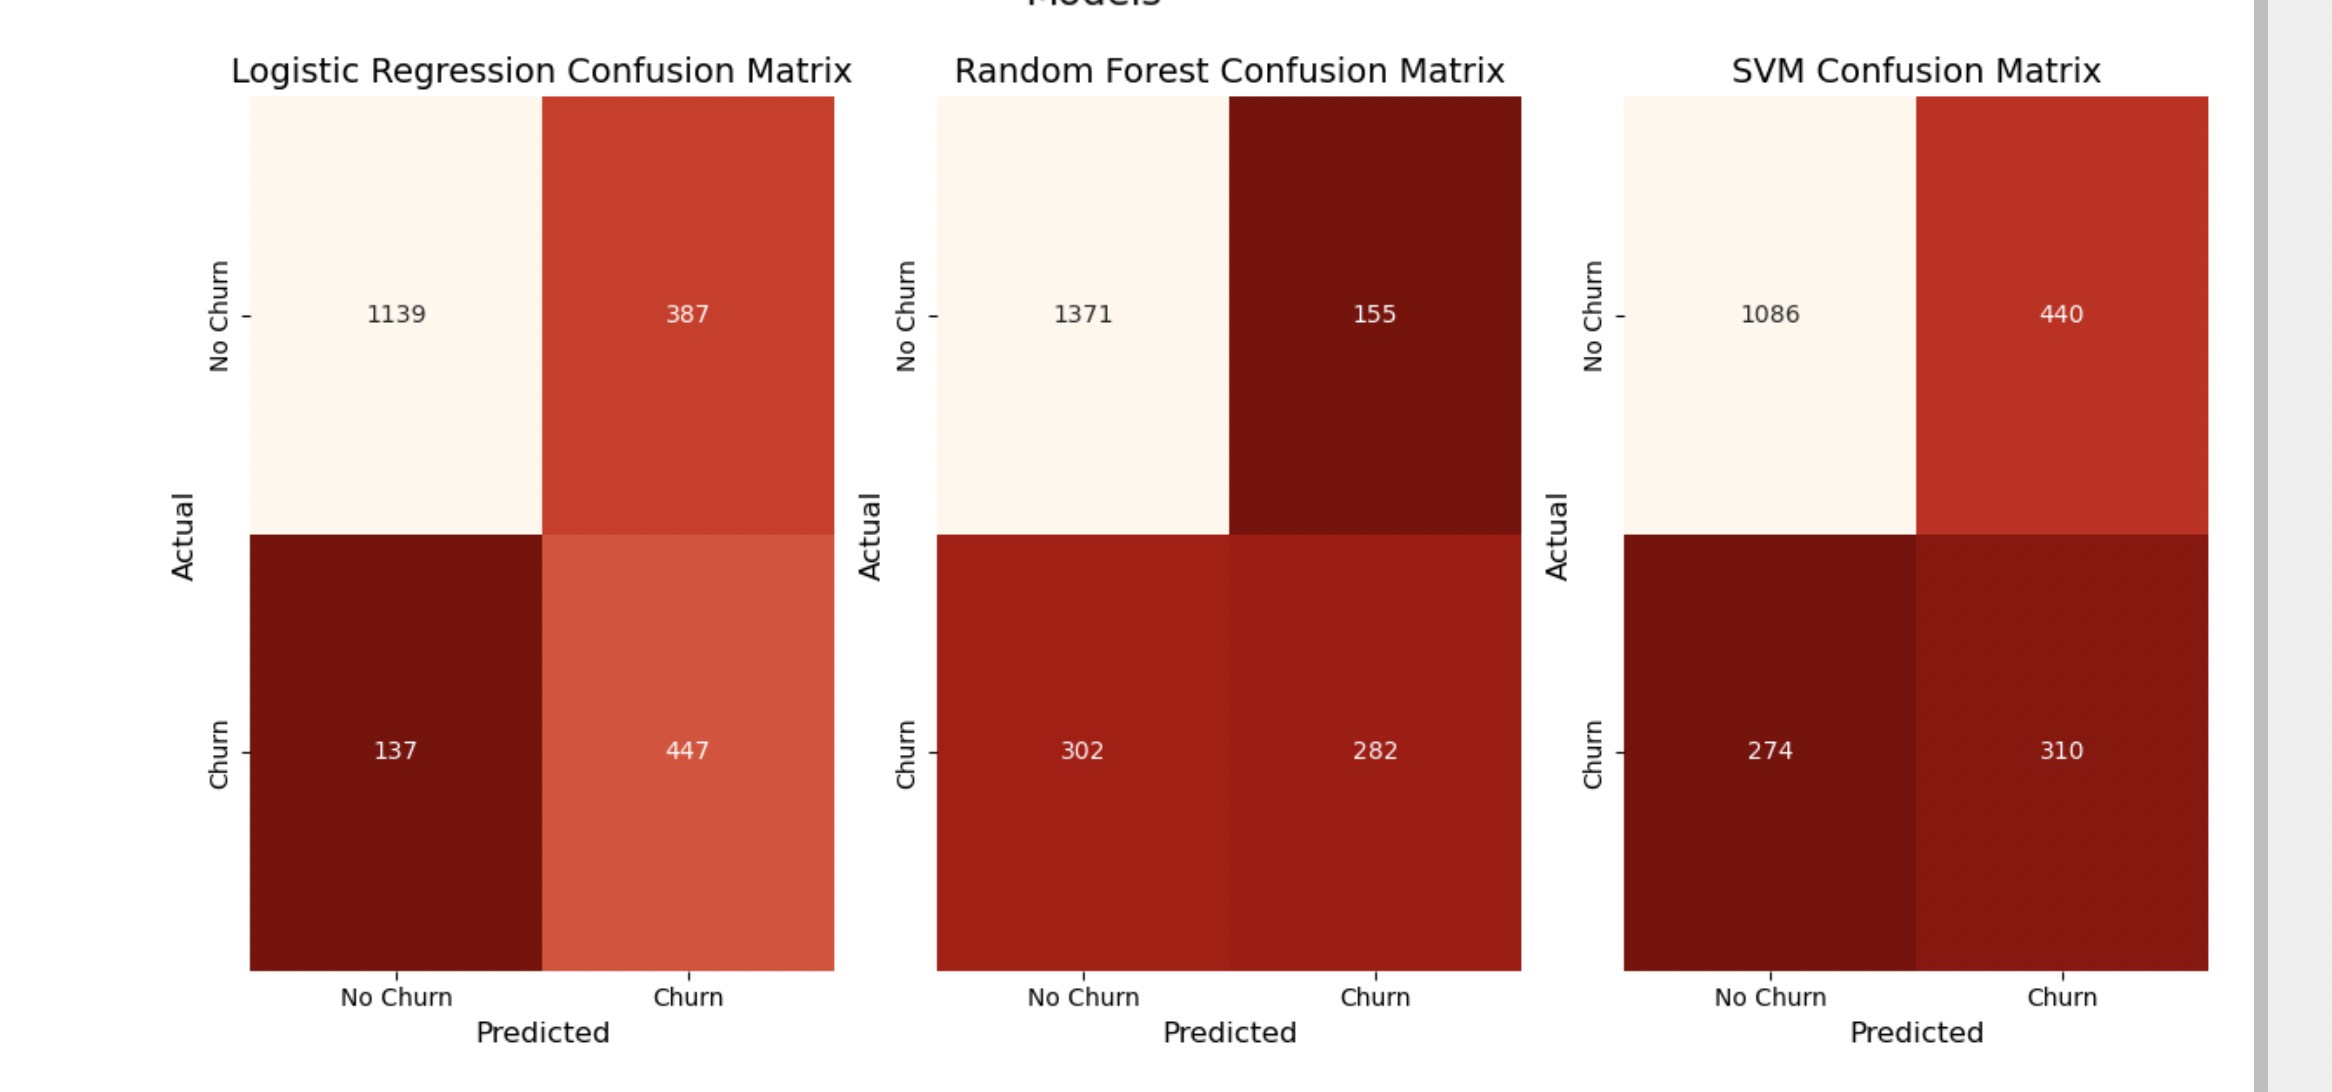 Models
Logistic Regression Confusion Matrix
Random Forest Confusion Matrix
SVM Confusion Matrix
No Churn
1139
387
No Churn
1371
155
No Churn
1086
440
Actual
Actual
Actual
Churn
137
447
Churn
302
282
Churn
274
310
No Churn
Churn
No Churn
Churn
No Churn
Churn
Predicted
Predicted
Predicted